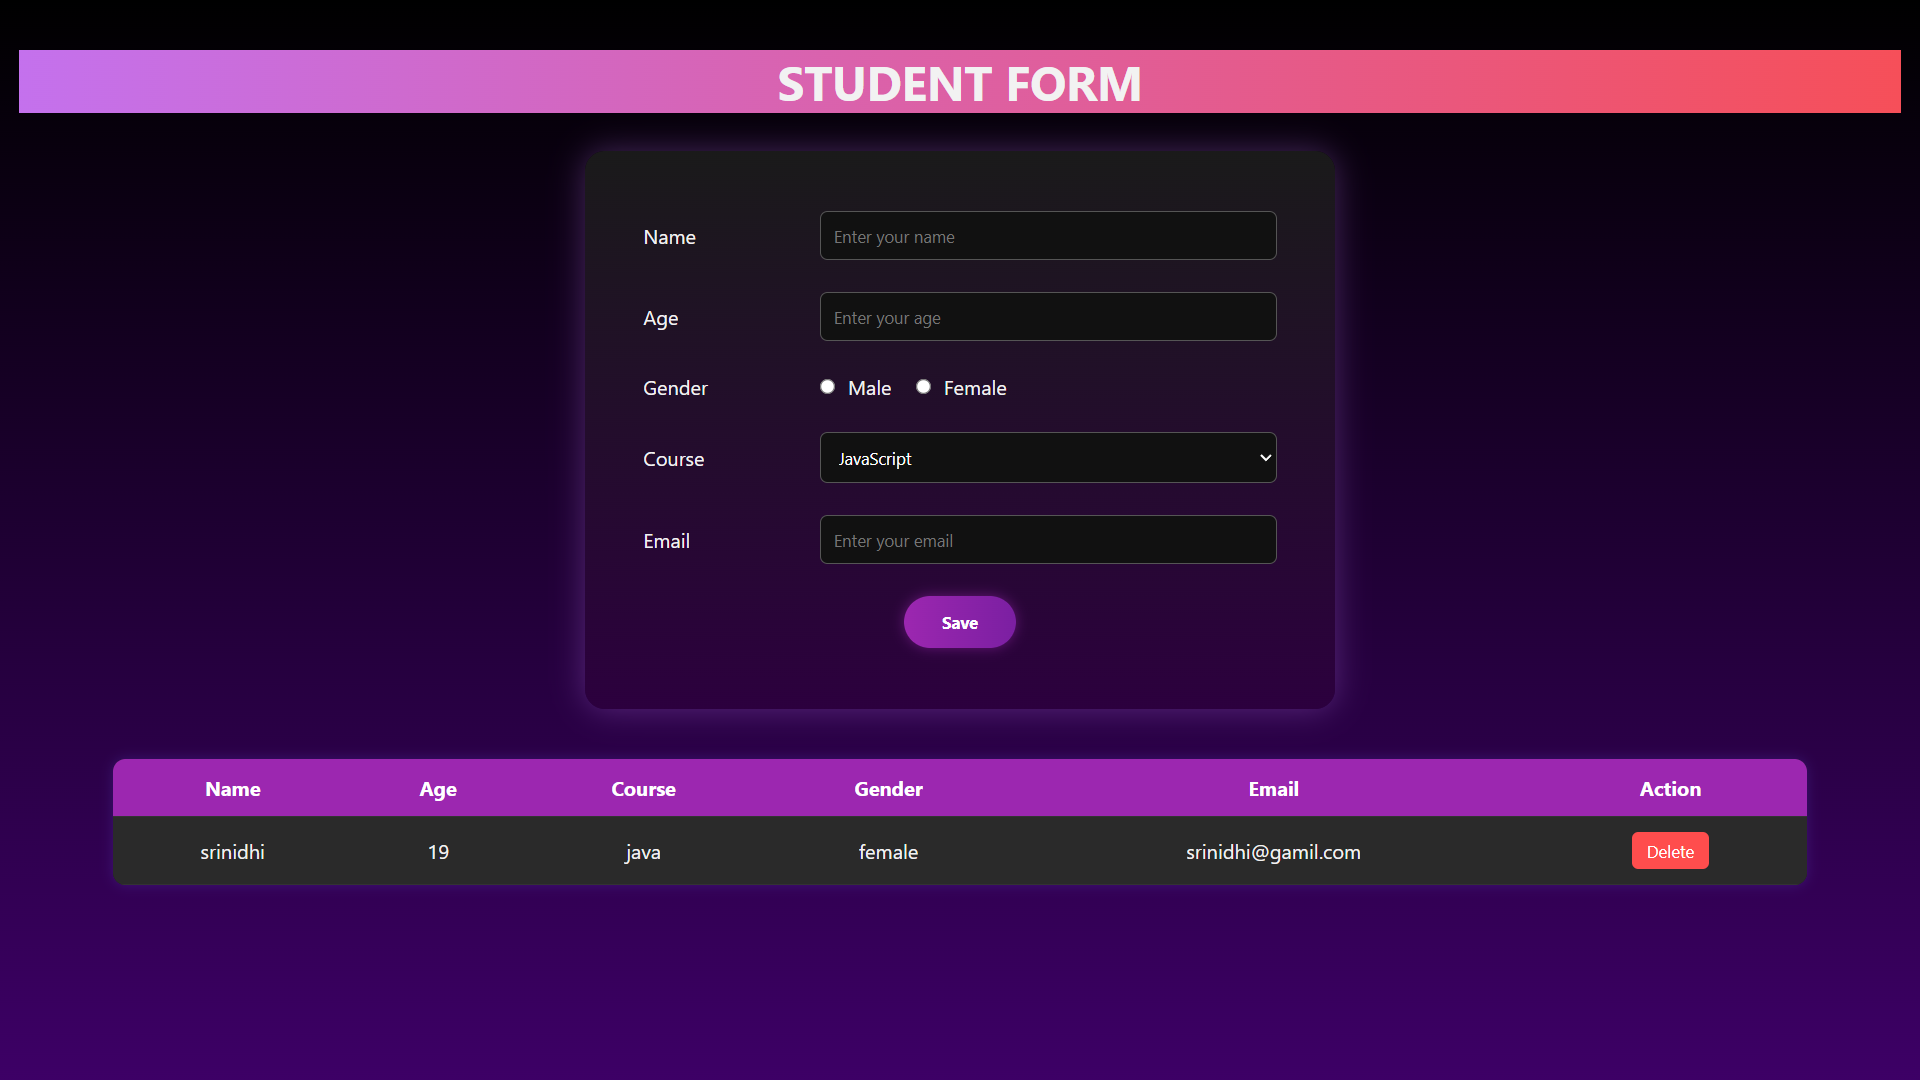 STUDENT FORM
Name
Enter your name
Age
Enter your age
Gender
Male Female
Course
JavaScript
Email
Enter your email
Save
Name Age Course Gender Email Action
srinidhi 19 java female srinidhi@gamil.com Delete